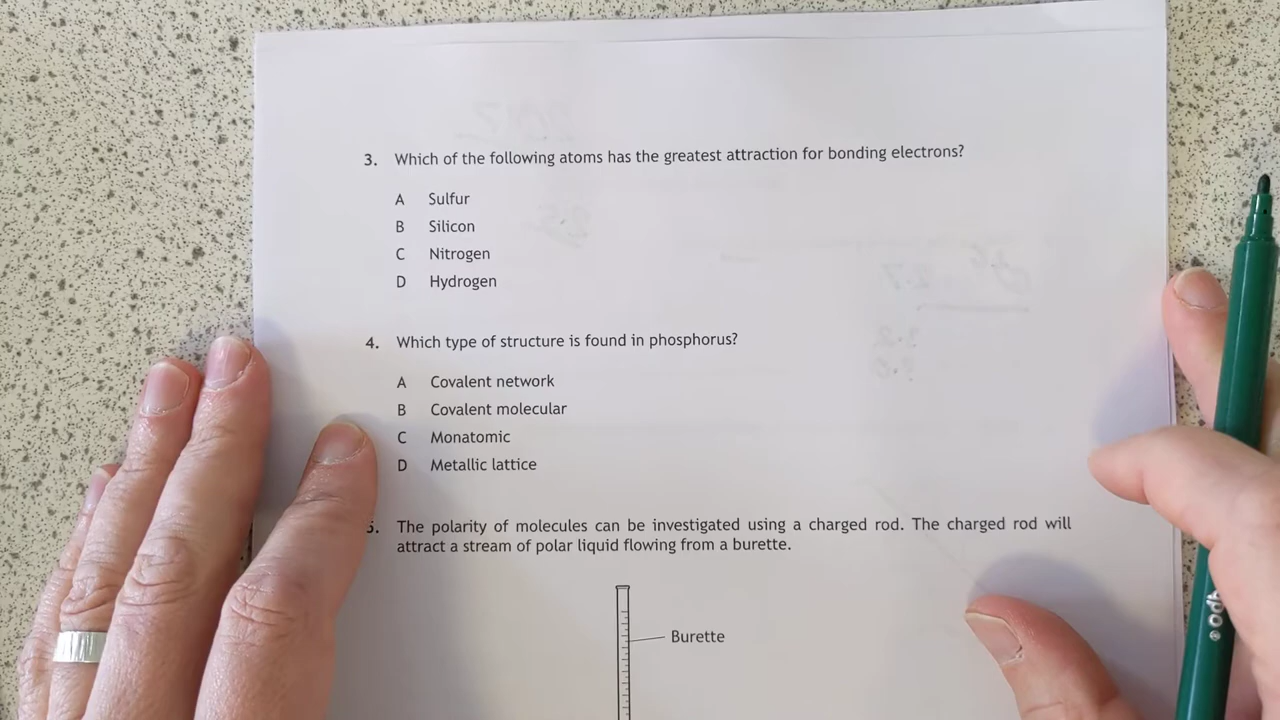 3. Which of the following atoms has the greatest attraction for bonding electrons?
A Sulfur
B Silicon
C Nitrogen
D Hydrogen
4. Which type of structure is found in phosphorus?
A Covalent network
B Covalent molecular
C Monatomic
D Metallic lattice
5. The polarity of molecules can be investigated using a charged rod. The charged rod will
attract a stream of polar liquid flowing from a burette.
Burette